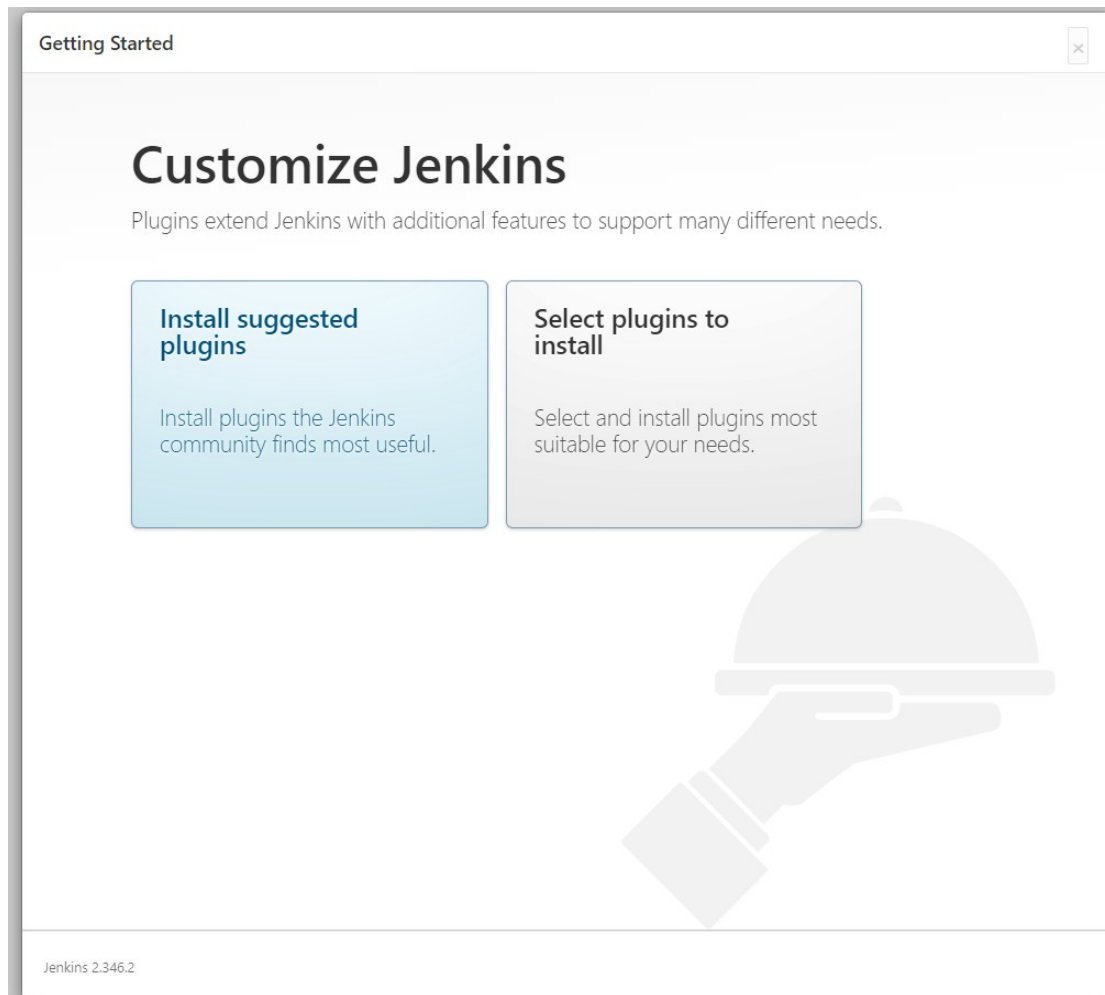 Getting Started
×
Customize Jenkins
Plugins extend Jenkins with additional features to support many different needs.
Install suggested
plugins
Install plugins the Jenkins
community finds most useful.
Select plugins to
install
Select and install plugins most
suitable for your needs.
Jenkins 2.346.2